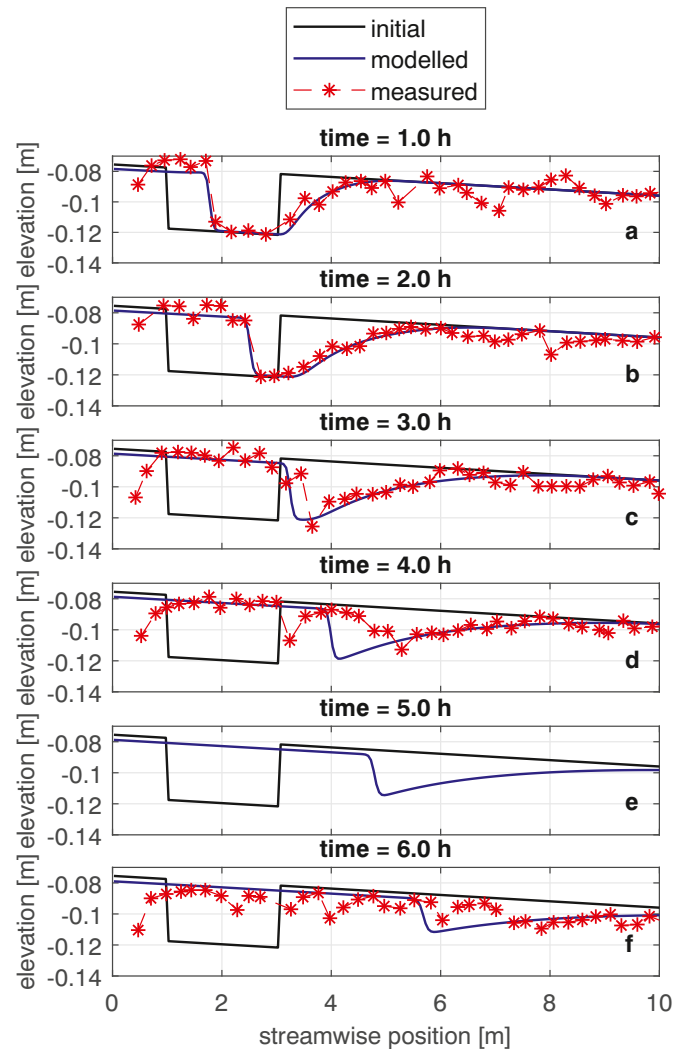 initial
modelled
measured
time = 1.0 h
elevation [m]
-0.08
-0.1
-0.12
-0.14
a
time = 2.0 h
elevation [m]
-0.08
-0.1
-0.12
-0.14
b
time = 3.0 h
elevation [m]
-0.08
-0.1
-0.12
-0.14
c
time = 4.0 h
elevation [m]
-0.08
-0.1
-0.12
-0.14
d
time = 5.0 h
elevation [m]
-0.08
-0.1
-0.12
-0.14
e
time = 6.0 h
elevation [m]
-0.08
-0.1
-0.12
-0.14
f
0 2 4 6 8 10
streamwise position [m]